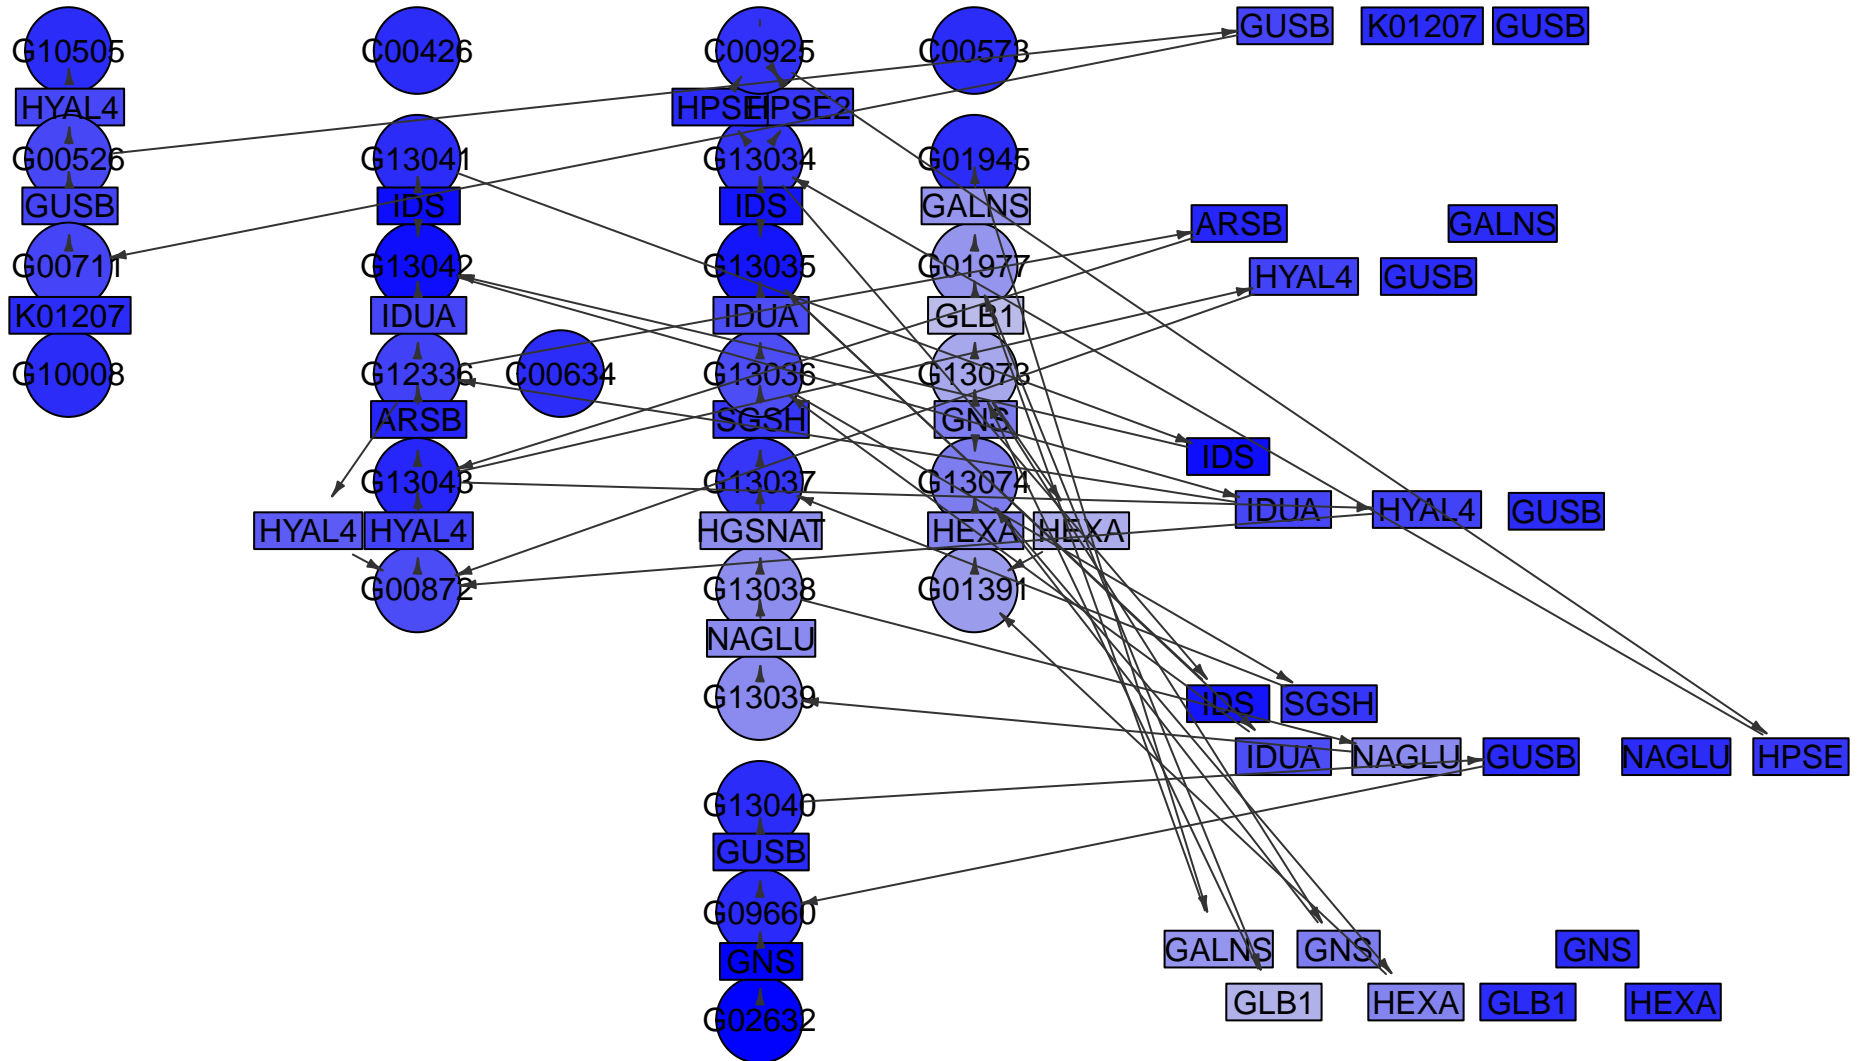 G10505
C00426
C00925
C00573
GUSB
K01207
GUSB
HYAL4
HPSE
HPSE2
G00526
G13041
G13034
G01945
GUSB
IDS
IDS
GALNS
ARSB
GALNS
G00711
G13042
G13035
G01977
HYAL4
GUSB
K01207
IDUA
IDUA
GLB1
G10008
G12336
C00634
G13036
G13073
ARSB
SGSH
GNS
IDS
G13043
G13037
G13074
IDUA
HYAL4
GUSB
HYAL4
HYAL4
HGSNAT
HEXA
HEXA
G00872
G13038
G01391
NAGLU
G13039
IDS
SGSH
IDUA
NAGLU
GUSB
NAGLU
HPSE
G13040
GUSB
G09660
GALNS
GNS
GNS
GNS
GLB1
HEXA
GLB1
HEXA
G02632